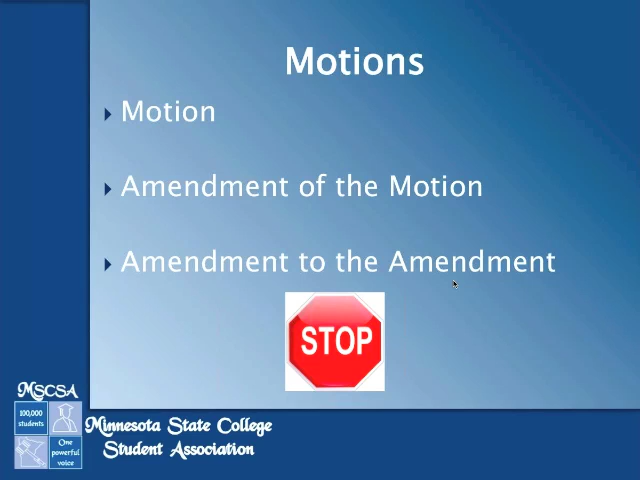 Motions
Motion
Amendment of the Motion
Amendment to the Amendment
STOP
MSCSA
100,000
students
One
powerful
voice
Minnesota State College
Student Association